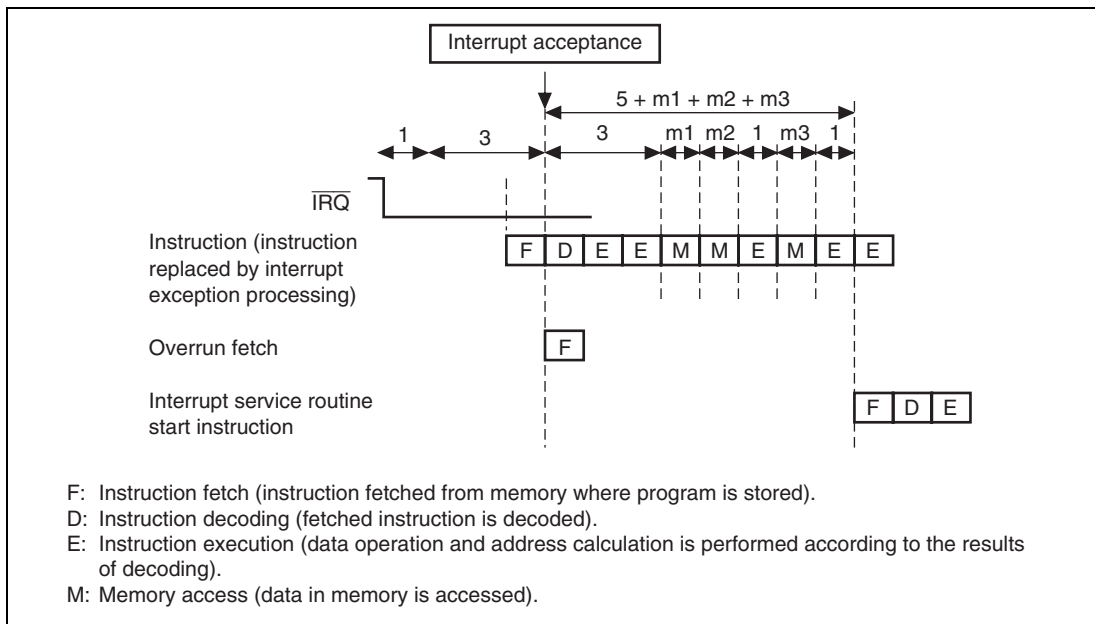 Interrupt acceptance
5 + m1 + m2 + m3
1 3 3 m1 m2 1 m3 1
IRQ
Instruction (instruction
replaced by interrupt
exception processing)
F D E E M M E M E E
Overrun fetch
F
Interrupt service routine
start instruction
F D E
F: Instruction fetch (instruction fetched from memory where program is stored).
D: Instruction decoding (fetched instruction is decoded).
E: Instruction execution (data operation and address calculation is performed according to the results
of decoding).
M: Memory access (data in memory is accessed).